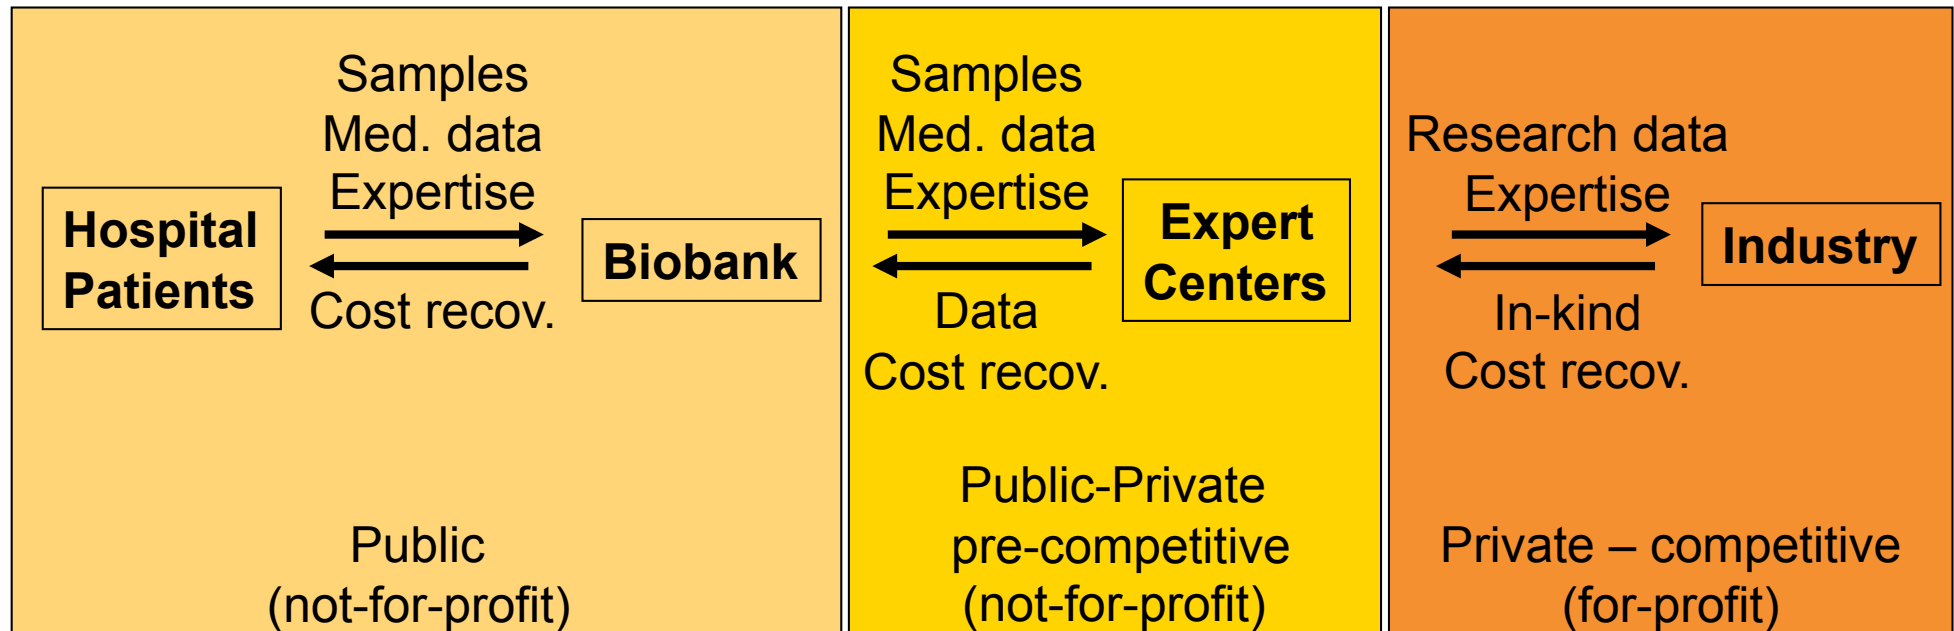 Samples
Med. data
Expertise
Hospital
Patients
Biobank
Cost recov.
Public
(not-for-profit)
Samples
Med. data
Expertise
Expert
Centers
Data
Cost recov.
Public-Private
pre-competitive
(not-for-profit)
Research data
Expertise
Industry
In-kind
Cost recov.
Private – competitive
(for-profit)